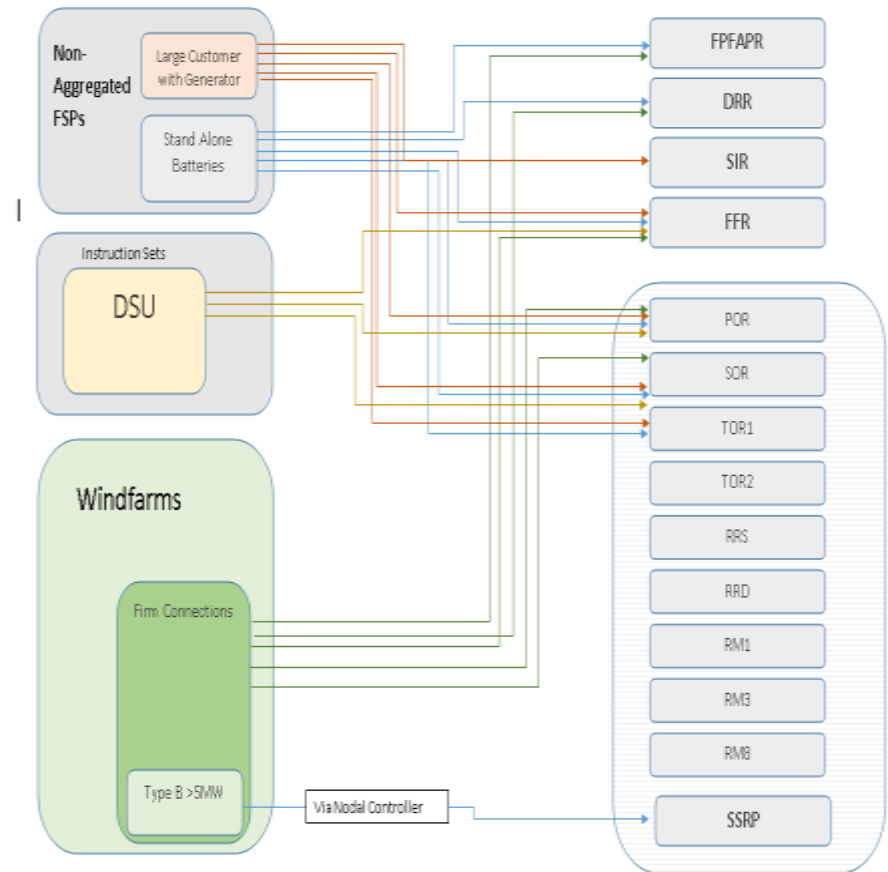 Non-
Aggregated
FSPs
Large Customer
with Generator
Stand Alone
Batteries
Instruction Sets
DSU
Windfarms
Firm Connections
Type B >5MW
Via Nodal Controller
FPFAPR
DRR
SIR
FFR
POR
SOR
TOR1
TOR2
RRS
RRD
RM1
RM3
RM8
SSRP